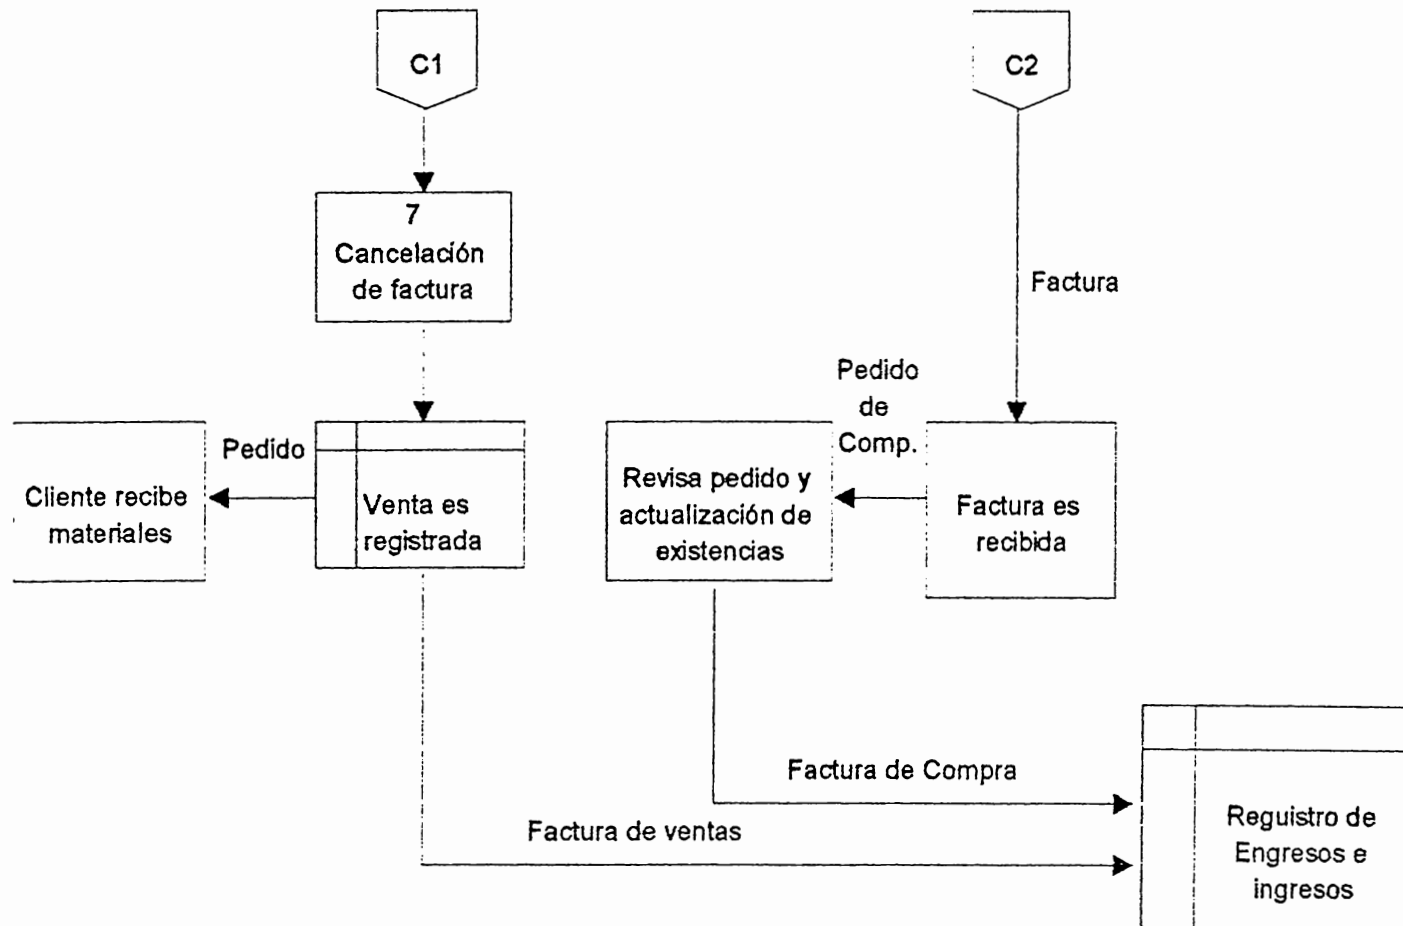 C1
C2
7
Cancelación
de factura
Factura
Pedido
de
Comp.
Pedido
Cliente recibe
materiales
Venta es
registrada
Revisa pedido y
actualización de
existencias
Factura es
recibida
Factura de Compra
Factura de ventas
Reguistro de
Engresos e
ingresos